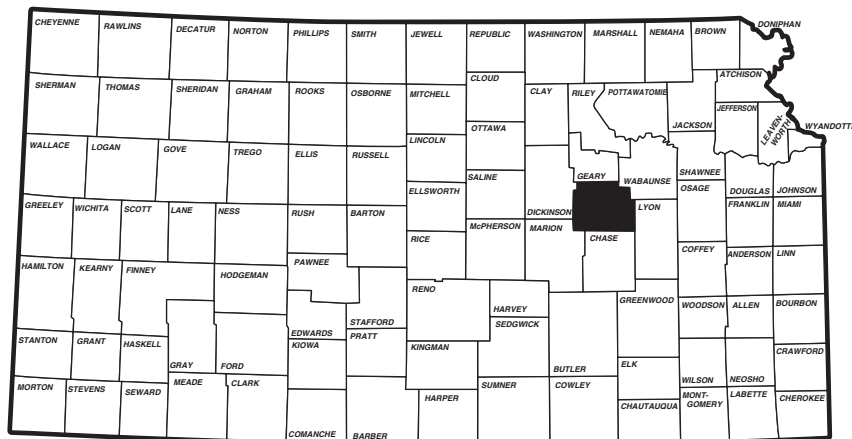 CHEYENNE
RAWLINS
DECATUR
NORTON
PHILLIPS
SMITH
JEWELL
REPUBLIC
WASHINGTON
MARSHALL
NEMAHA
BROWN
DONIPHAN
SHERMAN
THOMAS
SHERIDAN
GRAHAM
ROOKS
OSBORNE
MITCHELL
CLOUD
CLAY
RILEY
POTTAWATOMIE
JACKSON
ATCHISON
JEFFERSON
LEAVEN-
WORTH
WYANDOTT
WALLACE
LOGAN
GOVE
TREGO
ELLIS
RUSSELL
LINCOLN
OTTAWA
SALINE
ELLSWORTH
DICKINSON
GEARY
WABAUNSE
SHAWNEE
OSAGE
DOUGLAS
JOHNSON
GREELEY
WICHITA
SCOTT
LANE
NESS
RUSH
BARTON
RICE
McPHERSON
MARION
CHASE
LYON
FRANKLIN
MIAMI
HAMILTON
KEARNY
FINNEY
HODGEMAN
PAWNEE
RENO
HARVEY
SEDGWICK
GREENWOOD
COFFEY
ANDERSON
LINN
STANTON
GRANT
HASKELL
GRAY
FORD
EDWARDS
KIOWA
STAFFORD
PRATT
KINGMAN
BUTLER
ELK
WOODSON
ALLEN
BOURBON
WILSON
NEOSHO
CRAWFORD
MORTON
STEVENS
SEWARD
MEADE
CLARK
COMANCHE
BARBER
HARPER
SUMNER
COWLEY
CHAUTAUQUA
MONT-
GOMERY
LABETTE
CHEROKEE